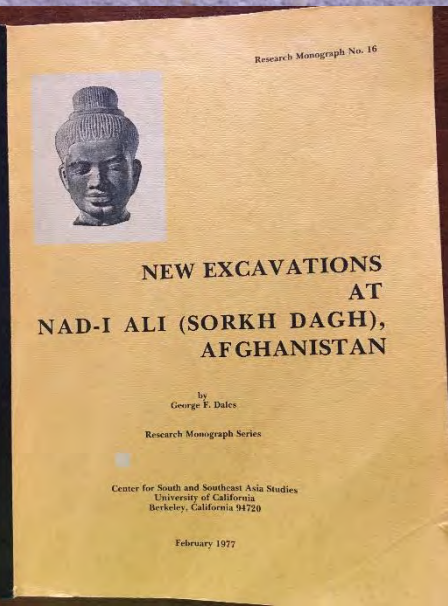 Research Monograph No. 16
NEW EXCAVATIONS
AT
NAD-I ALI (SORKH DAGH),
AFGHANISTAN
by
George F. Dales
Research Monograph Series
Center for South and Southeast Asia Studies
University of California
Berkeley, California 94720
February 1977